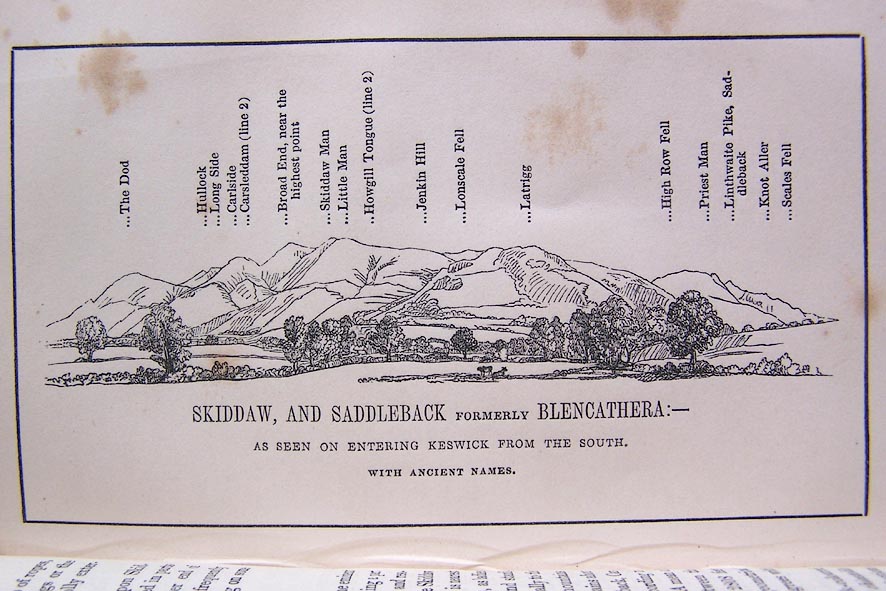 ...The Dod
...Hullock
...Long Side
...Carlside
...Carsleddam (line 2)
...Broad End, near the
highest point
...Skiddaw Man
...Little Man
...Howgill Tongue (line 2)
...Jenkin Hill
...Lonscale Fell
...Latrigg
...High Row Fell
...Priest Man
...Linthwaite Pike, Sad-
dleback
...Knot Aller
...Scales Fell
SKIDDAW, AND SADDLEBACK FORMERLY BLENCATHERA:—
AS SEEN ON ENTERING KESWICK FROM THE SOUTH.
WITH ANCIENT NAMES.
of ropes,